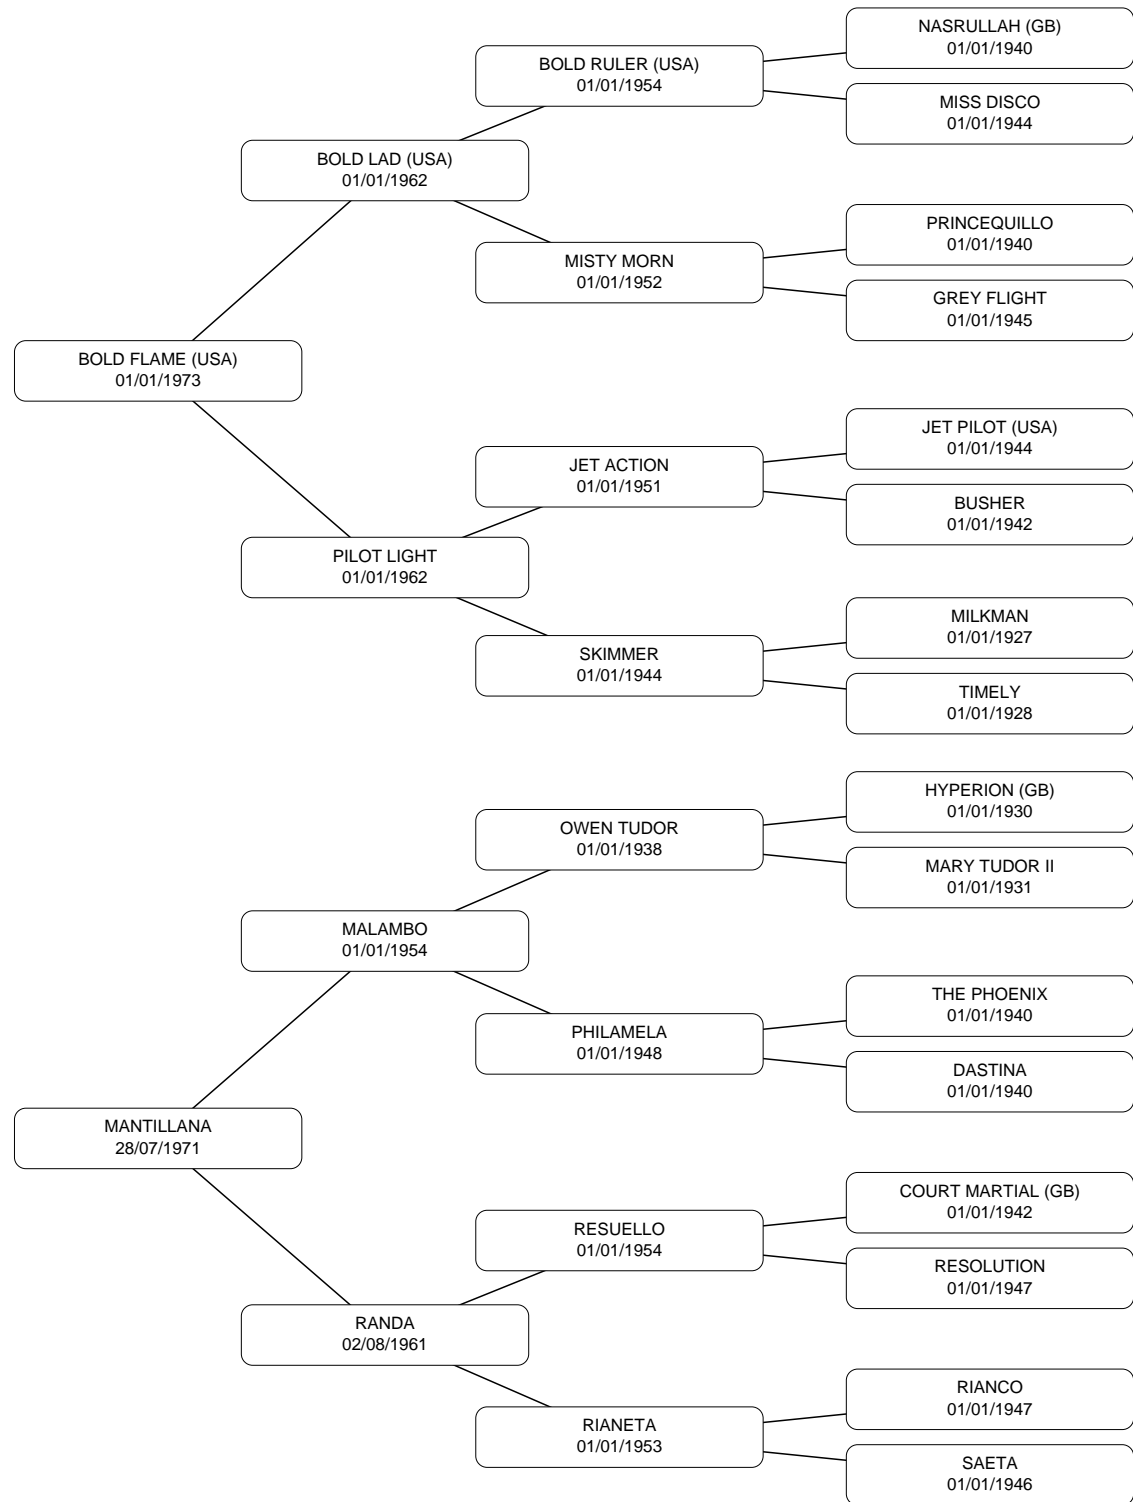 NASRULLAH (GB)
01/01/1940
BOLD RULER (USA)
01/01/1954
MISS DISCO
01/01/1944
BOLD LAD (USA)
01/01/1962
PRINCEQUILLO
01/01/1940
MISTY MORN
01/01/1952
GREY FLIGHT
01/01/1945
BOLD FLAME (USA)
01/01/1973
JET PILOT (USA)
01/01/1944
JET ACTION
01/01/1951
BUSHER
01/01/1942
PILOT LIGHT
01/01/1962
MILKMAN
01/01/1927
SKIMMER
01/01/1944
TIMELY
01/01/1928
HYPERION (GB)
01/01/1930
OWEN TUDOR
01/01/1938
MARY TUDOR II
01/01/1931
MALAMBO
01/01/1954
THE PHOENIX
01/01/1940
PHILAMELA
01/01/1948
DASTINA
01/01/1940
MANTILLANA
28/07/1971
COURT MARTIAL (GB)
01/01/1942
RESUELLO
01/01/1954
RESOLUTION
01/01/1947
RANDA
02/08/1961
RIANCO
01/01/1947
RIANETA
01/01/1953
SAETA
01/01/1946